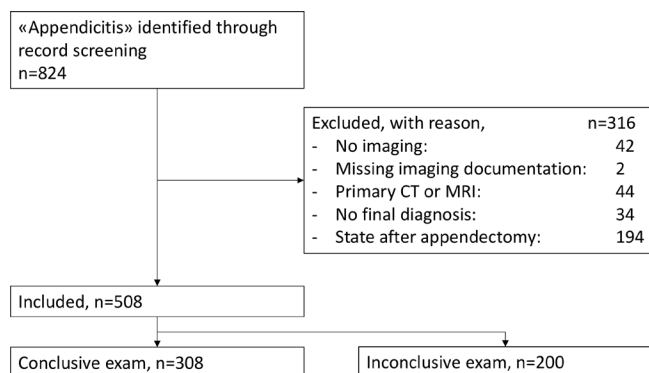 «Appendicitis» identified through
record screening
n=824
Excluded, with reason, n=316
- No imaging: 42
- Missing imaging documentation: 2
- Primary CT or MRI: 44
- No final diagnosis: 34
- State after appendectomy: 194
Included, n=508
Conclusive exam, n=308
Inconclusive exam, n=200